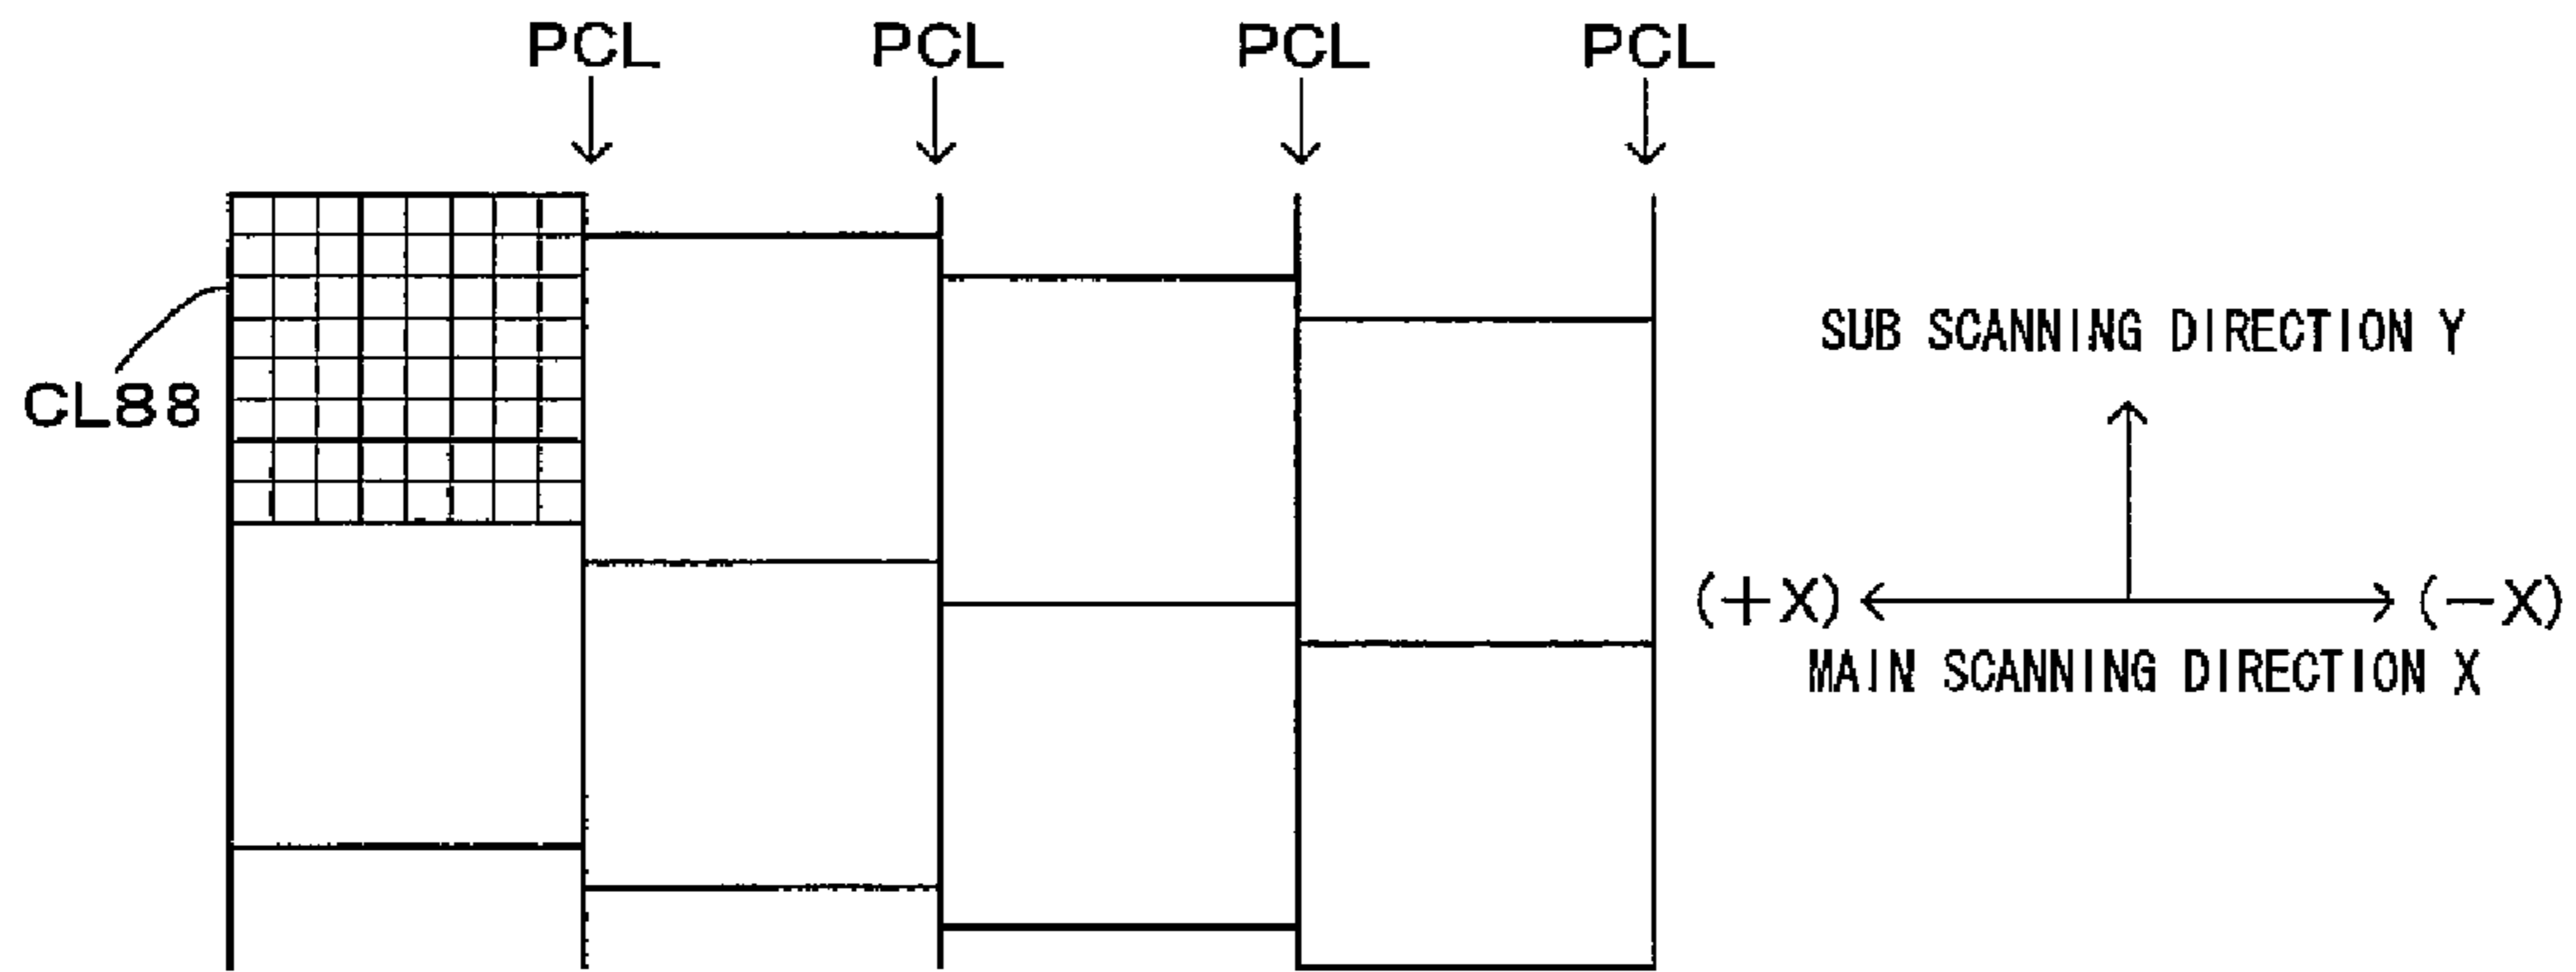 PCL PCL PCL PCL
SUB SCANNING DIRECTION Y
CL88
(+X) (-X)
MAIN SCANNING DIRECTION X